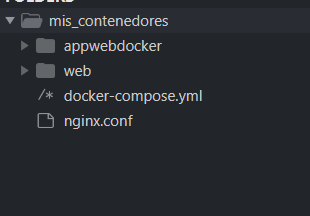 FOLDERS
mis_contenedores
appwebdocker
web
/* docker-compose.yml
nginx.conf